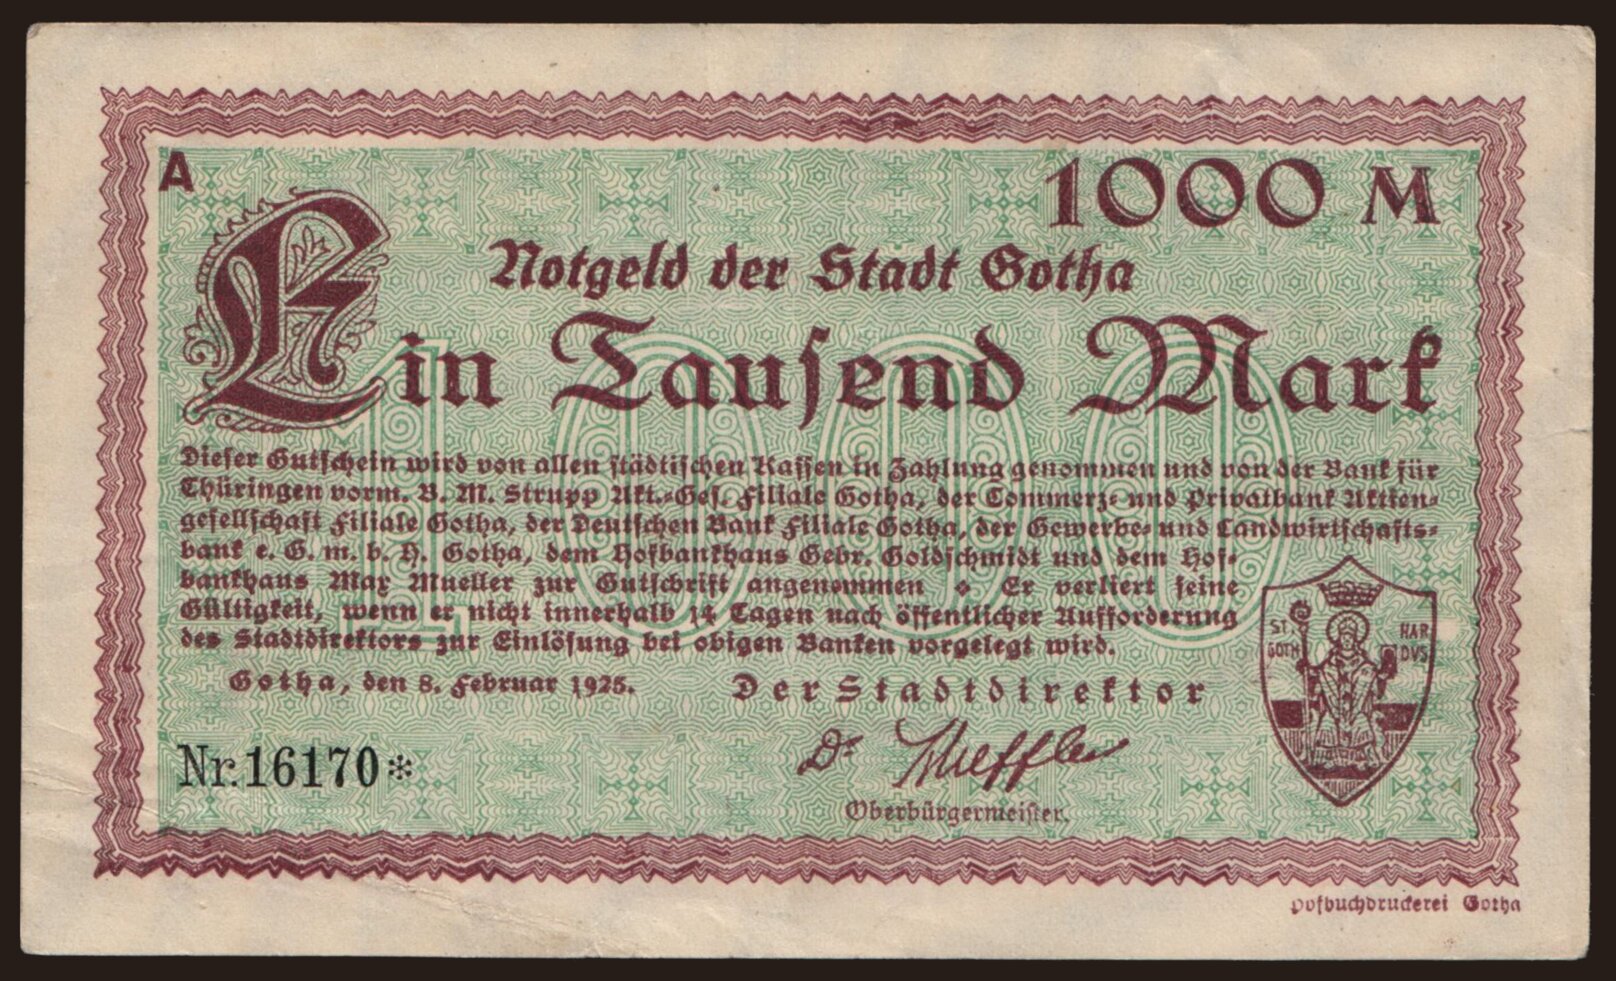 A
1000 M
Notgeld der Stadt Gotha
Ein Tausend Mark
1000
Dieser Gutschein wird von allen städtischen Kassen in Zahlung genommen und von der Bank für
Thüringen vorm. B. M. Strupp Akt.-Ges. Filiale Gotha, der Commerz- und Privatbank Aktien-
gesellschaft Filiale Gotha, der Deutschen Bank Filiale Gotha, der Gewerbe- und Landwirtschafts-
bank e. G. m. b. H. Gotha, dem Hofbankhaus Gebr. Goldschmidt und dem Hof-
bankhaus Max Mueller zur Gutschrift angenommen ⬥ Er verliert seine
Gültigkeit, wenn er nicht innerhalb 14 Tagen nach öffentlicher Aufforderung
des Stadtdirektors zur Einlösung bei obigen Banken vorgelegt wird.
ST. HAR
GOTH DVS
Gotha, den 8. Februar 1923. Der Stadtdirektor
Nr. 16170*
Dr Scheffler
Oberbürgermeister.
Hofbuchdruckerei Gotha